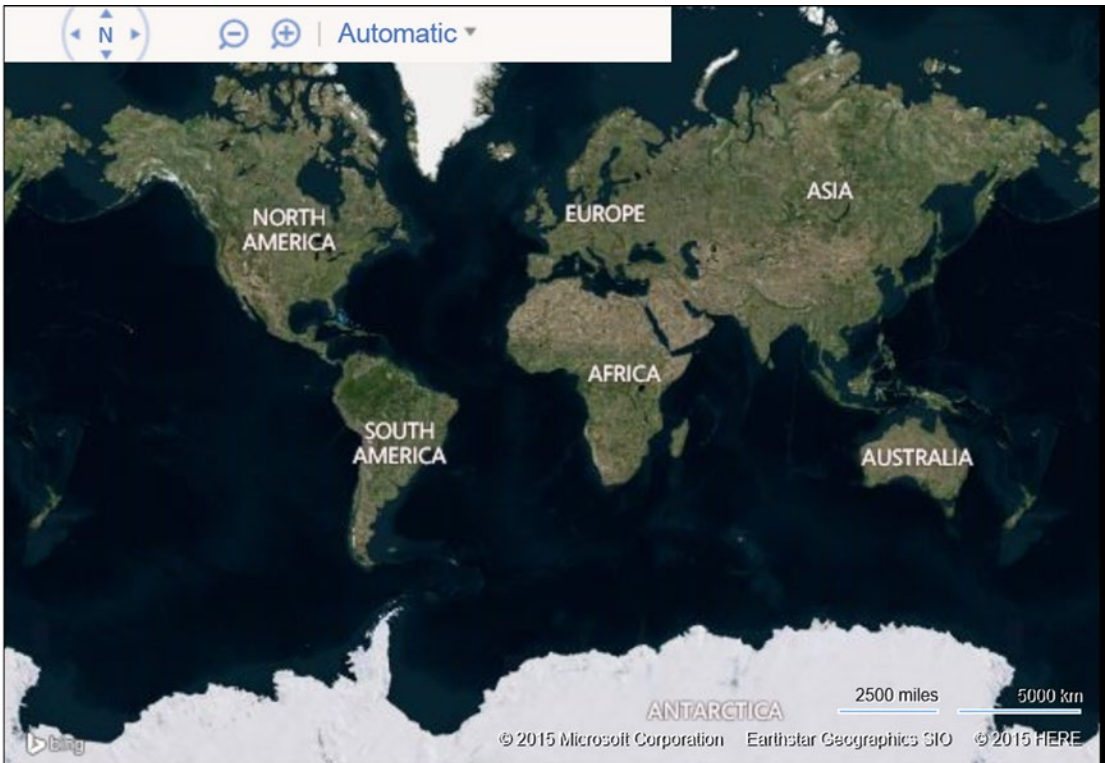 N
Automatic
ASIA
EUROPE
NORTH
AMERICA
AFRICA
SOUTH
AMERICA
AUSTRALIA
2500 miles
5000 km
ANTARCTICA
bing
© 2015 Microsoft Corporation Earthstar Geographics SIO © 2015 HERE